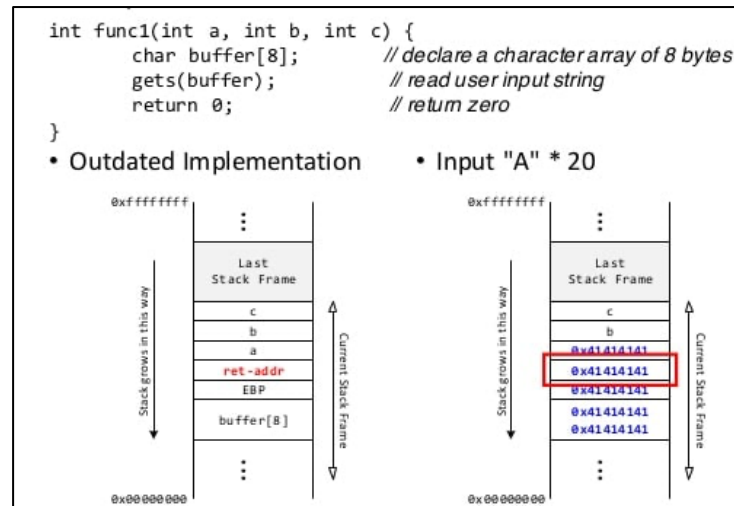 int func1(int a, int b, int c) {
char buffer[8]; // declare a character array of 8 bytes
gets(buffer); // read user input string
return 0; // return zero
}
• Outdated Implementation
0xffffffff
⋮
Last
Stack Frame
c
b
a
ret-addr
EBP
buffer[8]
⋮
0x00000000
Stack grows in this way
Current Stack Frame
• Input "A" * 20
0xffffffff
⋮
Last
Stack Frame
c
b
0x41414141
0x41414141
0x41414141
0x41414141
0x41414141
⋮
0x00000000
Stack grows in this way
Current Stack Frame